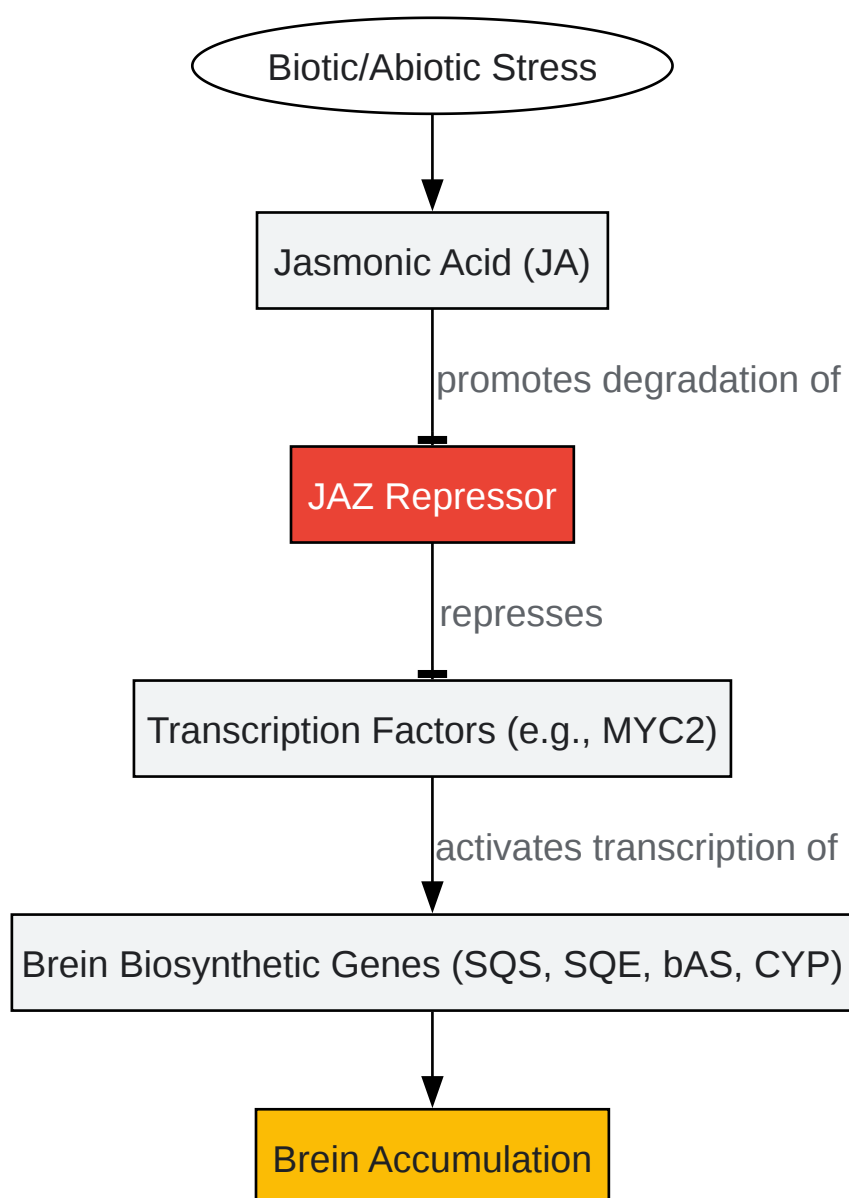 Biotic/Abiotic Stress
Jasmonic Acid (JA)
promotes degradation of
JAZ Repressor
represses
Transcription Factors (e.g., MYC2)
activates transcription of
Brein Biosynthetic Genes (SQS, SQE, bAS, CYP)
Brein Accumulation